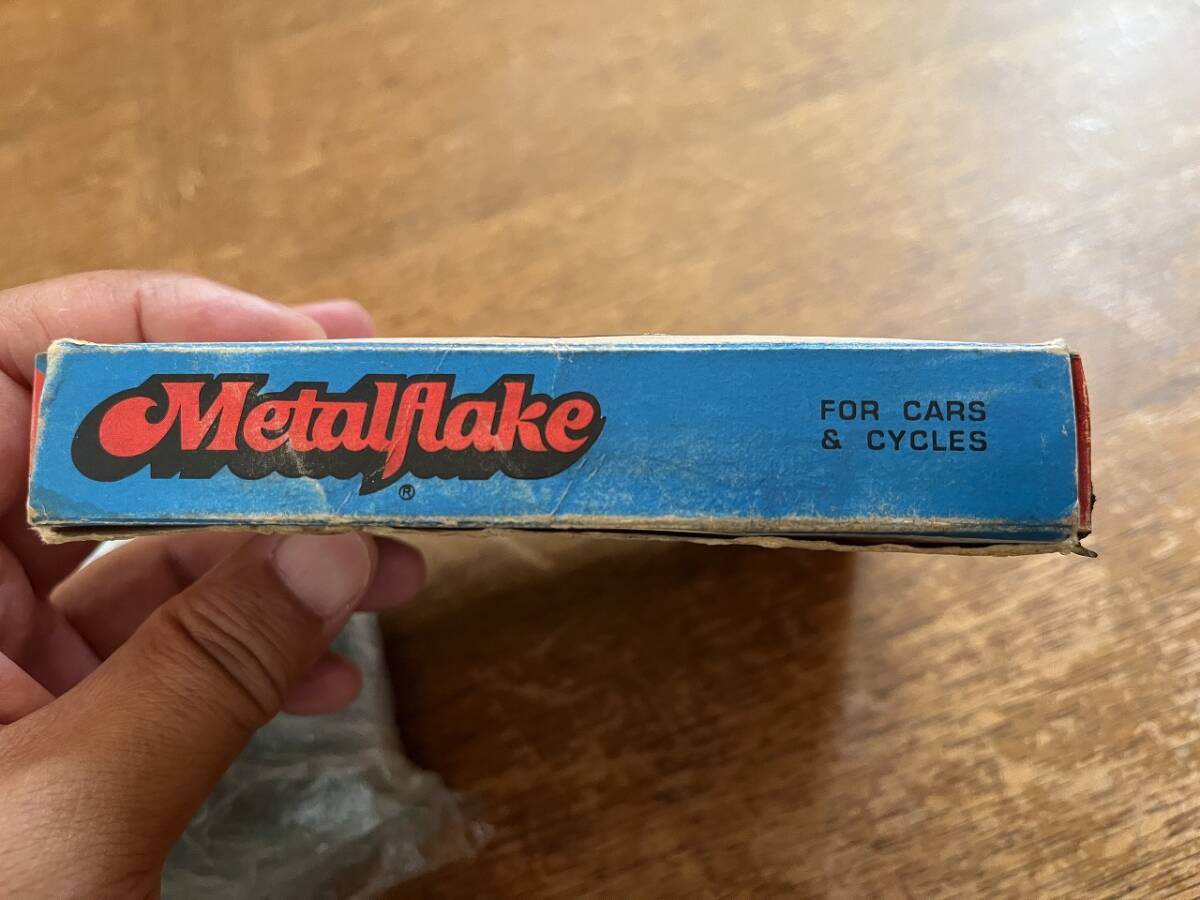 Metalflake
®
FOR CARS
& CYCLES